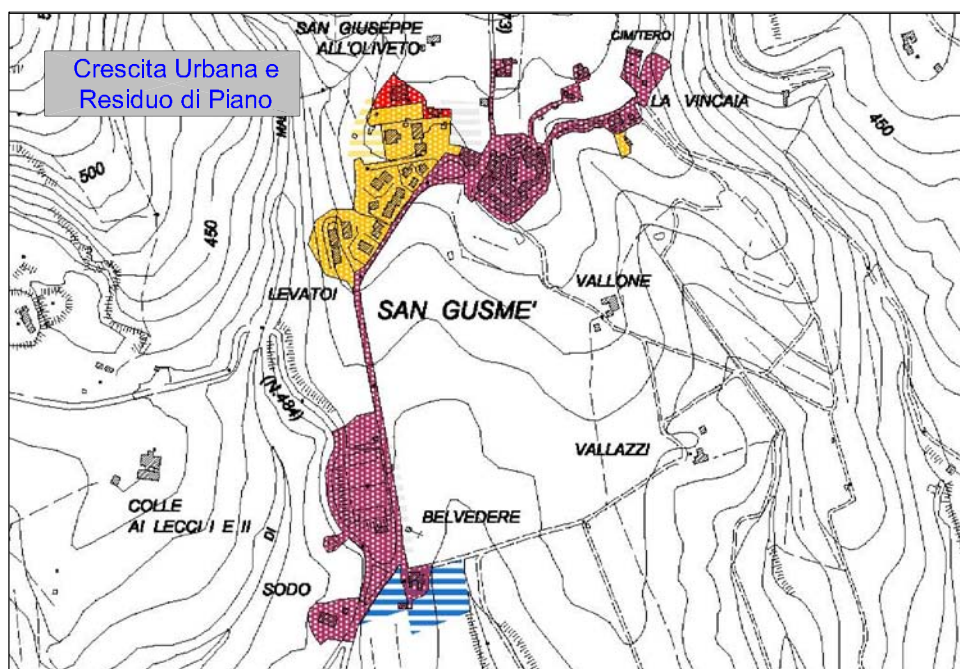 SAN GIUSEPPE
ALL'OLIVETO
73)
CIMITERO
Crescita Urbana e
Residuo di Piano
LA VINCAIA
450
500
450
LEVATOI
SAN GUSME'
VALLONE
(N.484)
VALLAZZI
COLLE
AI LECCI I E II
DI
BELVEDERE
SODO